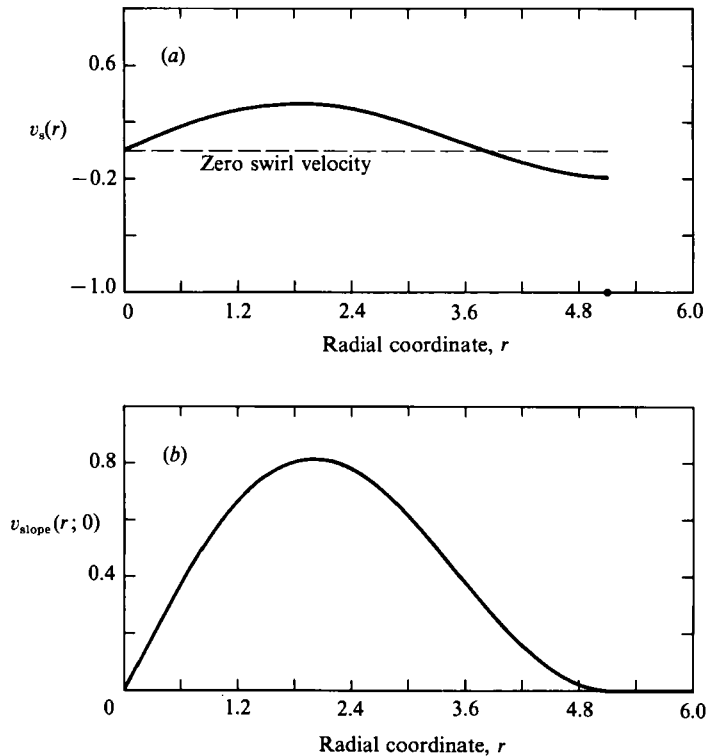 (a)
0.6
v_s(r)
Zero swirl velocity
−0.2
−1.0
0 1.2 2.4 3.6 4.8 6.0
Radial coordinate, r
(b)
0.8
v_slope(r; 0)
0.4
0 1.2 2.4 3.6 4.8 6.0
Radial coordinate, r